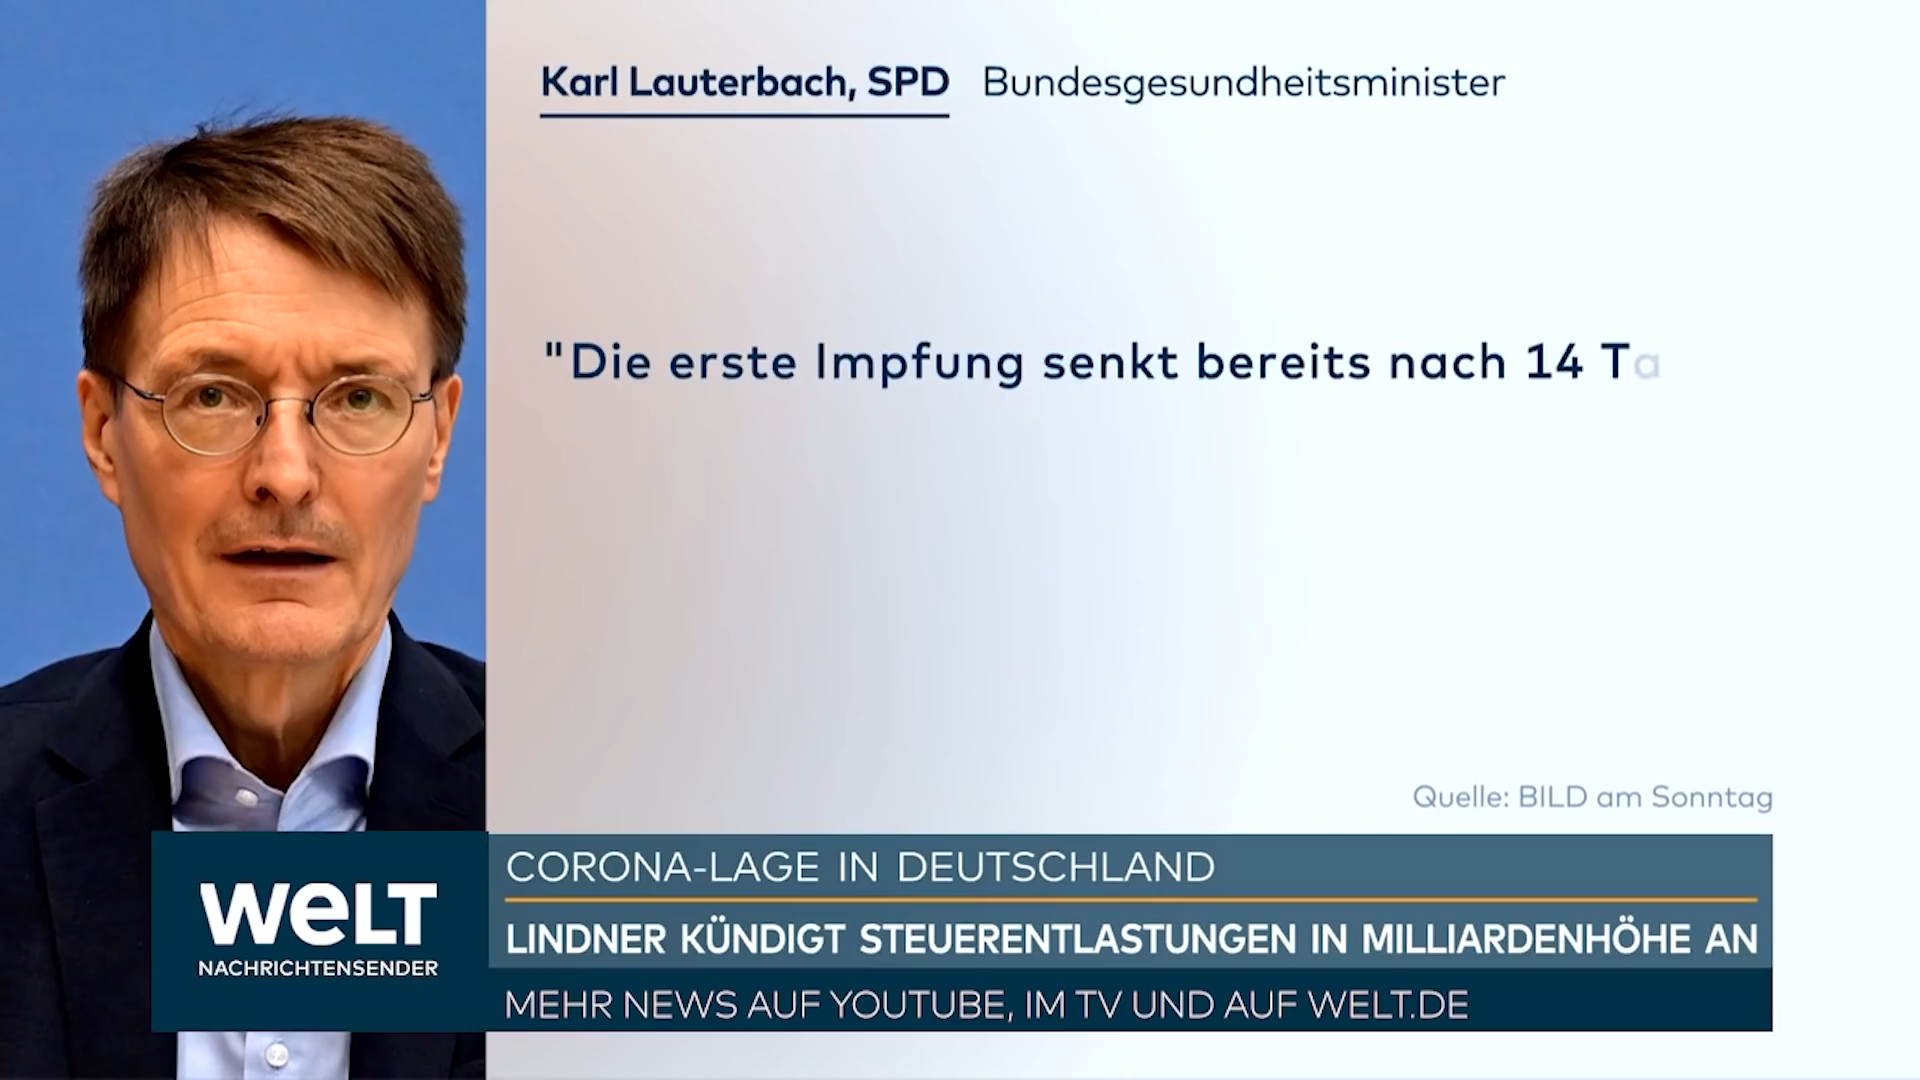 Karl Lauterbach, SPD Bundesgesundheitsminister
"Die erste Impfung senkt bereits nach 14 Ta
Quelle: BILD am Sonntag
CORONA-LAGE IN DEUTSCHLAND
WELT
NACHRICHTENSENDER
LINDNER KÜNDIGT STEUERENTLASTUNGEN IN MILLIARDENHÖHE AN
MEHR NEWS AUF YOUTUBE, IM TV UND AUF WELT.DE